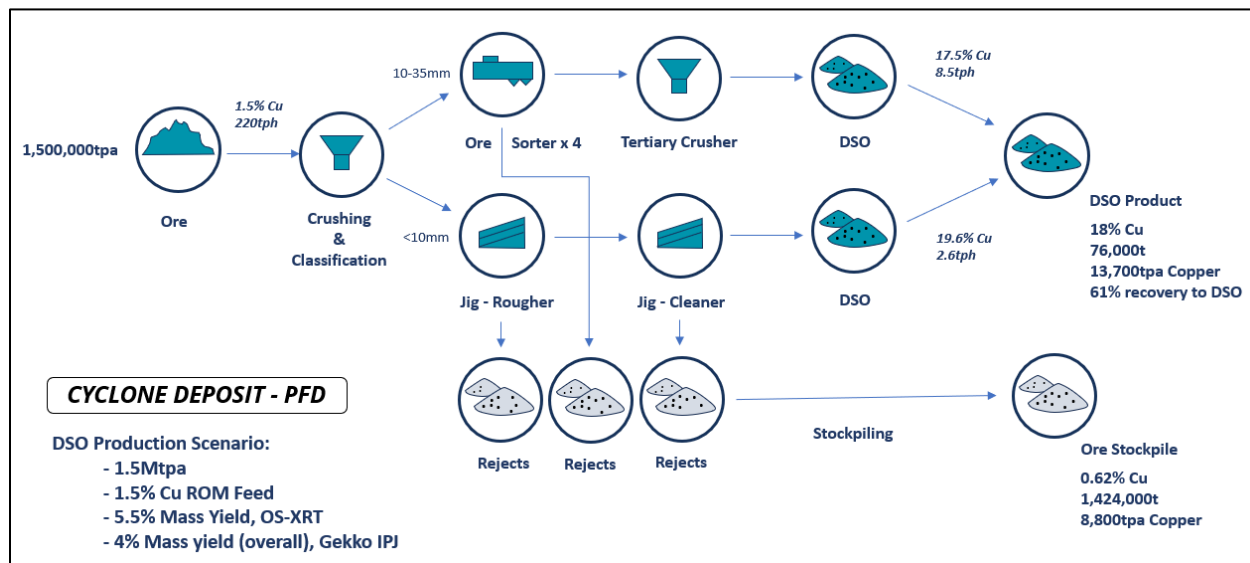 1,500,000tpa
Ore
1.5% Cu
220tph
Crushing
&
Classification
10-35mm
Ore Sorter x 4
Tertiary Crusher
DSO
17.5% Cu
8.5tph
<10mm
Jig - Rougher
Jig - Cleaner
DSO
19.6% Cu
2.6tph
DSO Product
18% Cu
76,000t
13,700tpa Copper
61% recovery to DSO
Rejects
Rejects
Rejects
Stockpiling
Ore Stockpile
0.62% Cu
1,424,000t
8,800tpa Copper
CYCLONE DEPOSIT - PFD
DSO Production Scenario:
- 1.5Mtpa
- 1.5% Cu ROM Feed
- 5.5% Mass Yield, OS-XRT
- 4% Mass yield (overall), Gekko IPJ